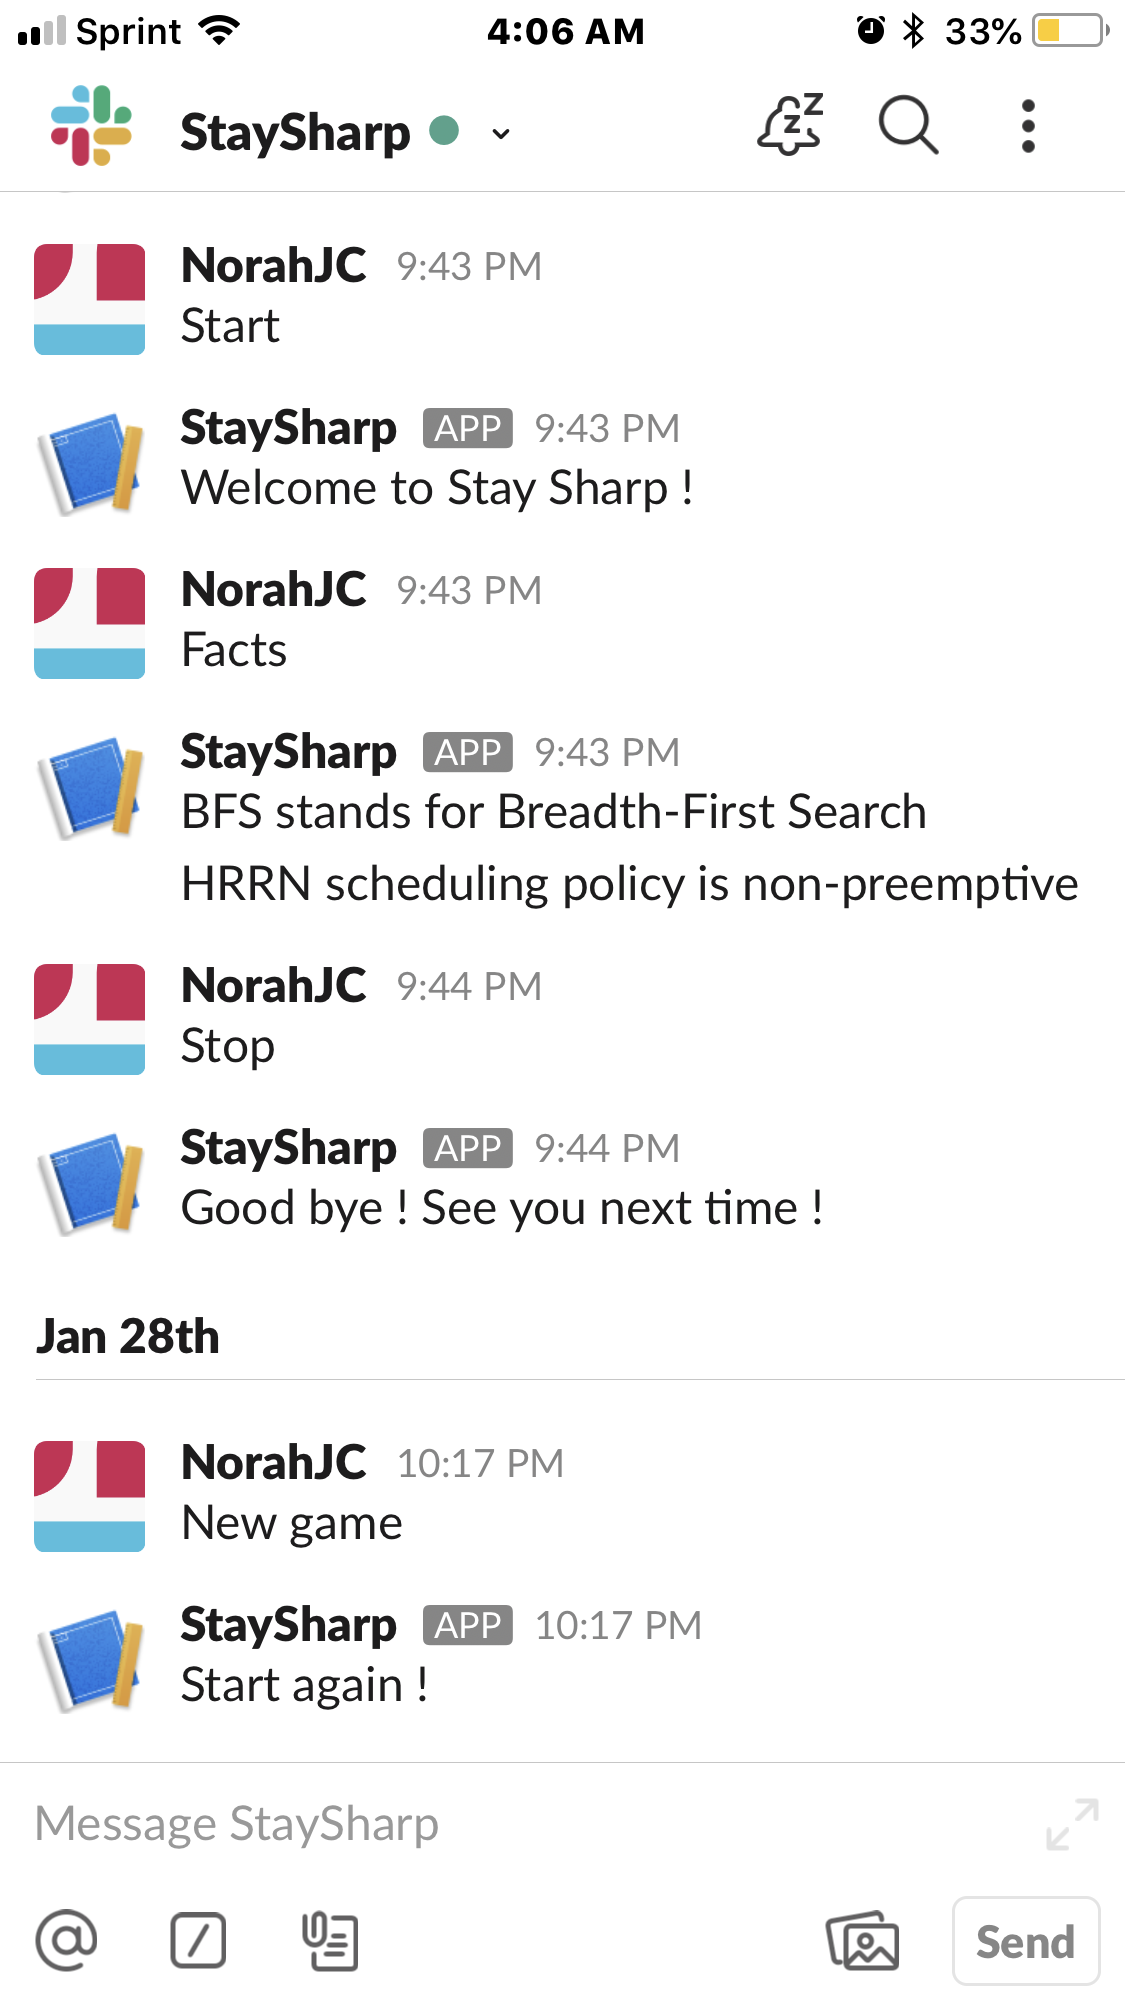 Sprint 4:06 AM 33%
StaySharp
NorahJC 9:43 PM
Start
StaySharp APP 9:43 PM
Welcome to Stay Sharp !
NorahJC 9:43 PM
Facts
StaySharp APP 9:43 PM
BFS stands for Breadth-First Search
HRRN scheduling policy is non-preemptive
NorahJC 9:44 PM
Stop
StaySharp APP 9:44 PM
Good bye ! See you next time !
Jan 28th
NorahJC 10:17 PM
New game
StaySharp APP 10:17 PM
Start again !
Message StaySharp
Send